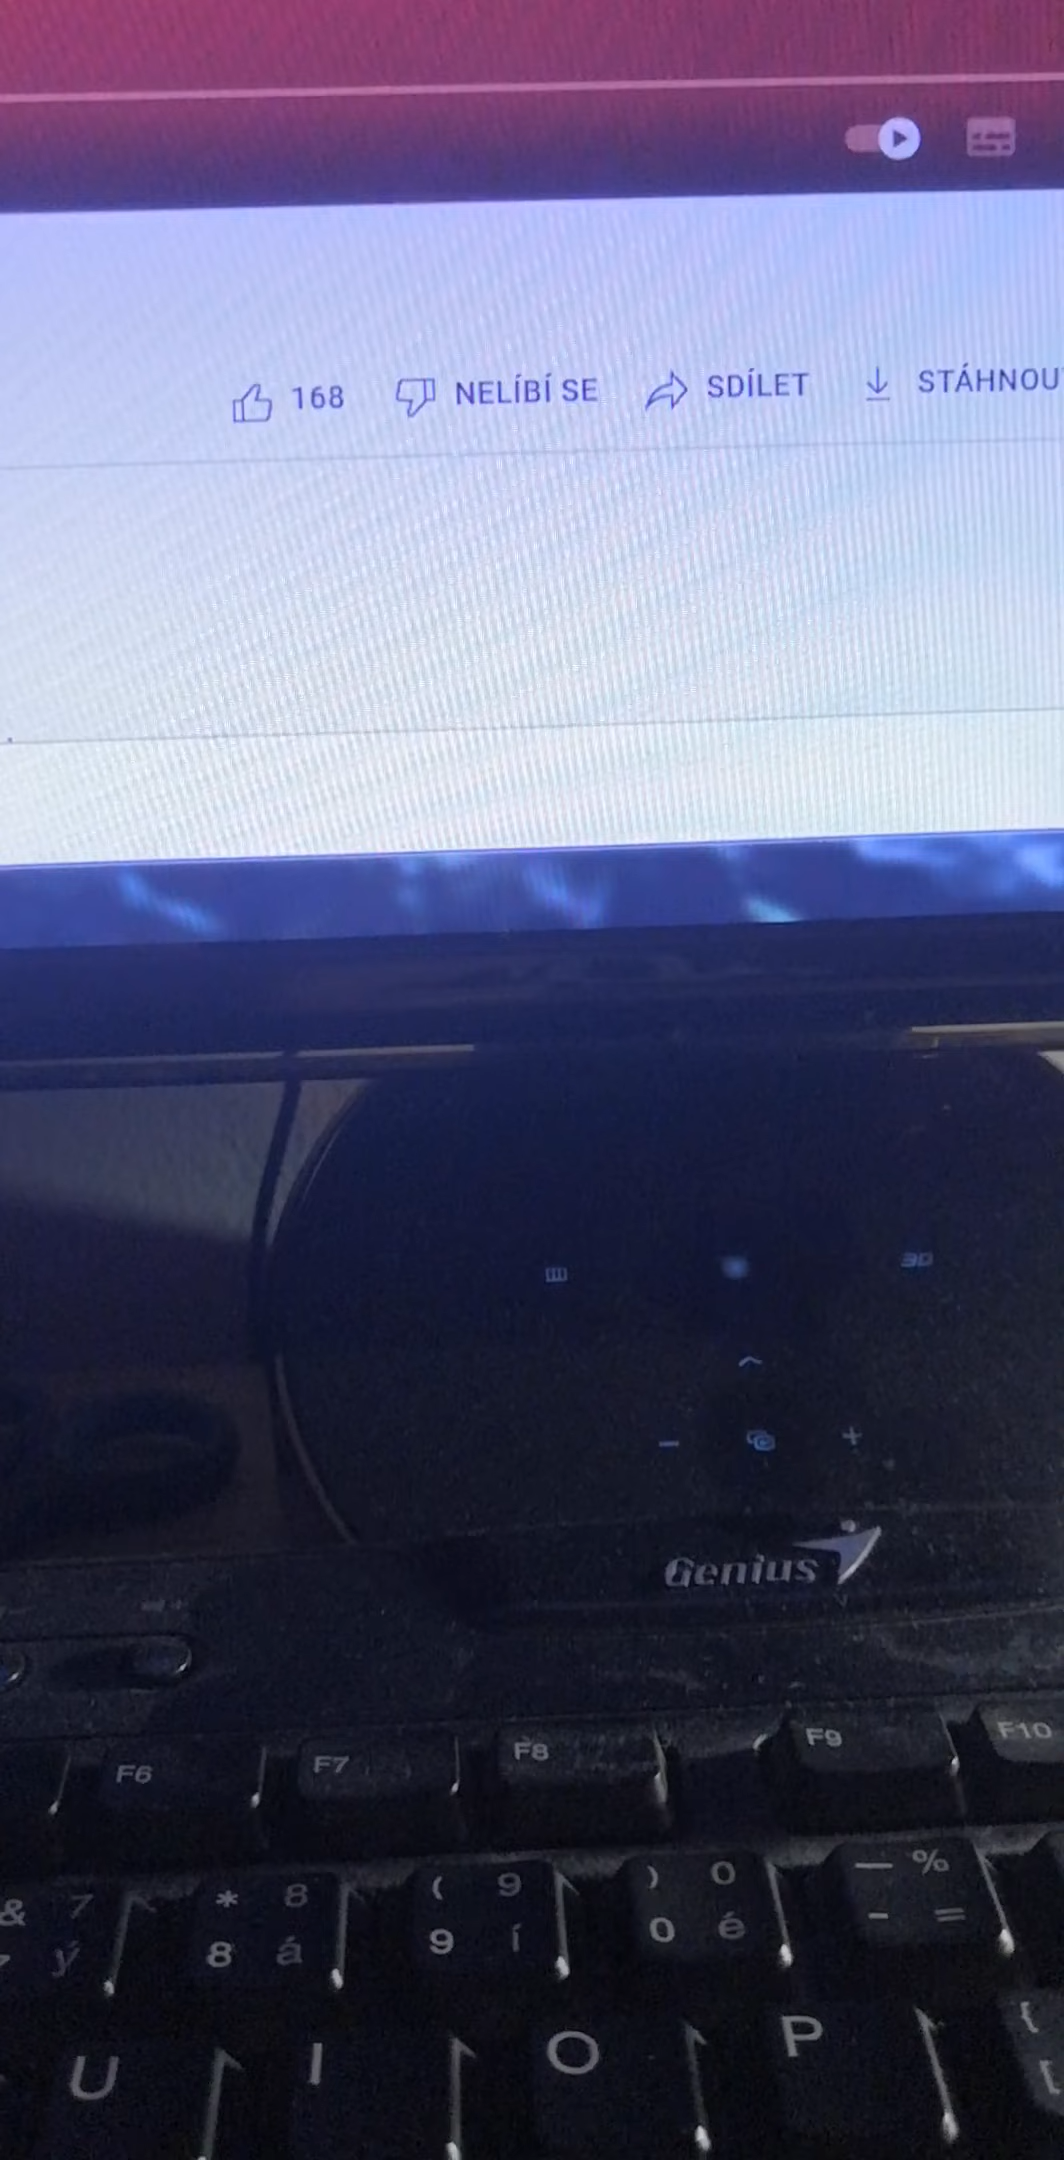 168 NELÍBÍ SE SDÍLET STÁHNOU
3D
− +
Genius
F6 F7 F8 F9 F10
& 7 * 8 ( 9 ) 0 — %
ý 8 á 9 í 0 é - =
U I O P {
[